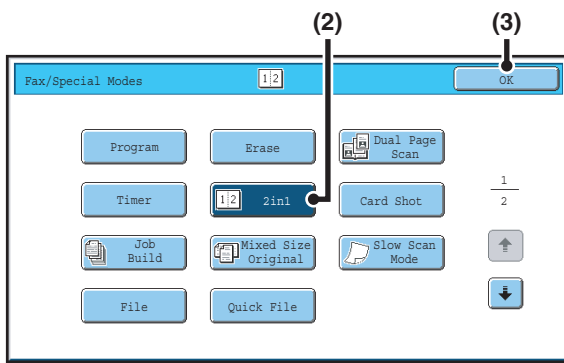 (2) (3)
Fax/Special Modes 1 2 OK
Program Erase Dual Page
Scan
Timer 1 2 2in1 Card Shot 1
2
Job
Build Mixed Size
Original Slow Scan
Mode
File Quick File